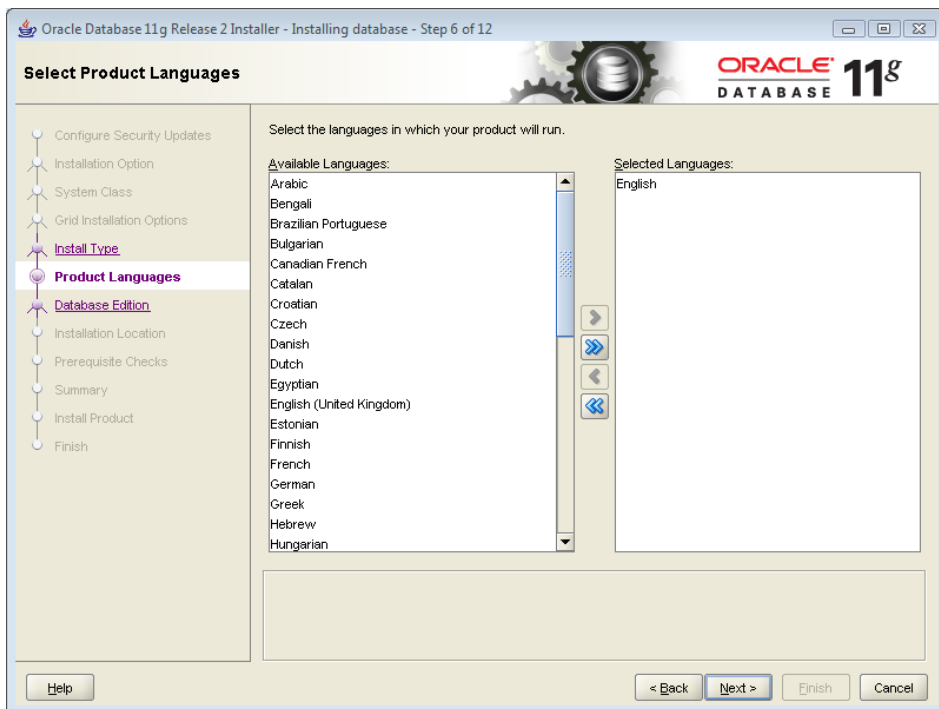 Oracle Database 11g Release 2 Installer - Installing database - Step 6 of 12
Select Product Languages
ORACLE
DATABASE
11g
Configure Security Updates
Installation Option
System Class
Grid Installation Options
Install Type
Product Languages
Database Edition
Installation Location
Prerequisite Checks
Summary
Install Product
Finish
Select the languages in which your product will run.
Available Languages:
Arabic
Bengali
Brazilian Portuguese
Bulgarian
Canadian French
Catalan
Croatian
Czech
Danish
Dutch
Egyptian
English (United Kingdom)
Estonian
Finnish
French
German
Greek
Hebrew
Hungarian
Selected Languages:
English
Help
< Back
Next >
Finish
Cancel